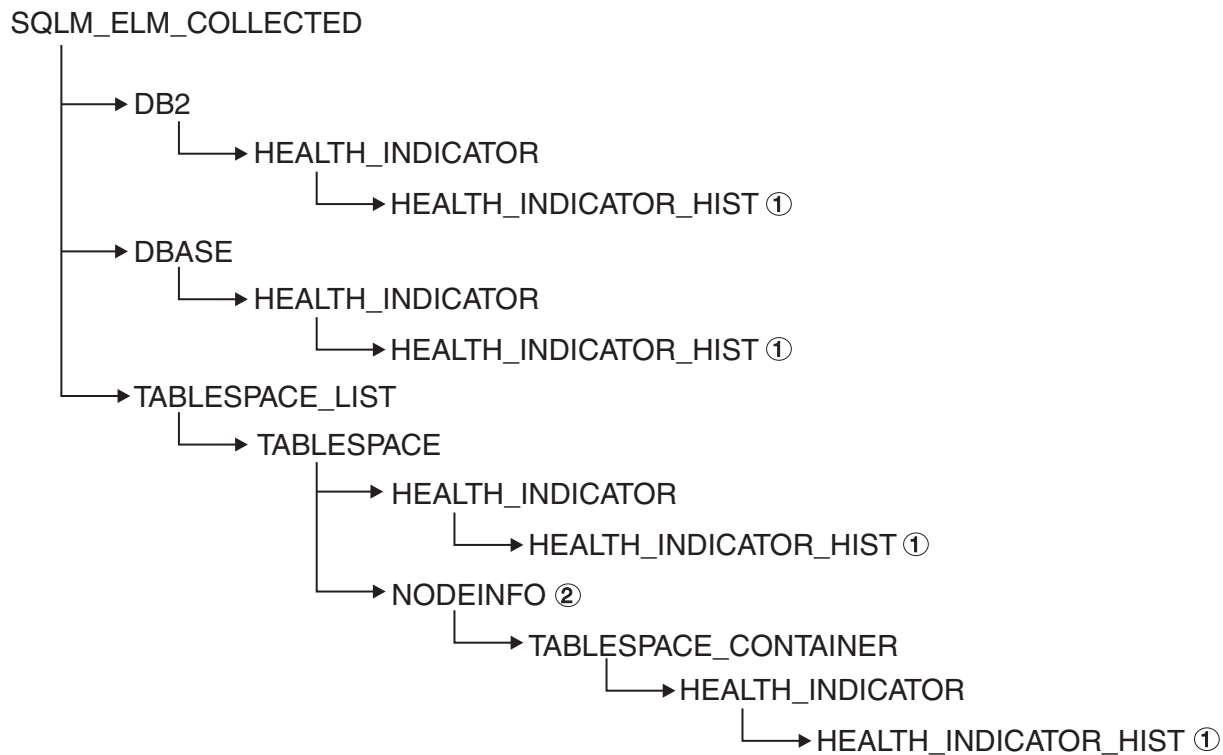 SQLM_ELM_COLLECTED
DB2
HEALTH_INDICATOR
HEALTH_INDICATOR_HIST ①
DBASE
HEALTH_INDICATOR
HEALTH_INDICATOR_HIST ①
TABLESPACE_LIST
TABLESPACE
HEALTH_INDICATOR
HEALTH_INDICATOR_HIST ①
NODEINFO ②
TABLESPACE_CONTAINER
HEALTH_INDICATOR
HEALTH_INDICATOR_HIST ①